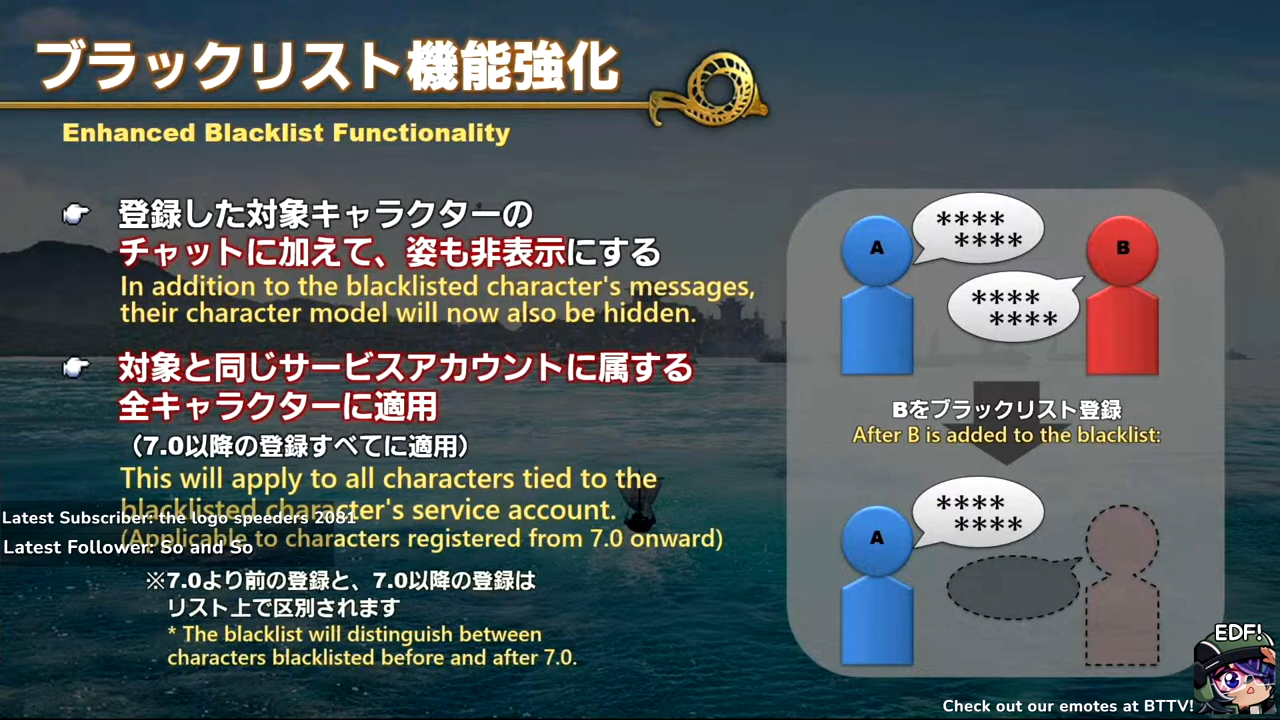 ブラックリスト機能強化
Enhanced Blacklist Functionality
登録した対象キャラクターの
チャットに加えて、姿も非表示にする
In addition to the blacklisted character's messages,
their character model will now also be hidden.
対象と同じサービスアカウントに属する
全キャラクターに適用
（7.0以降の登録すべてに適用）
This will apply to all characters tied to the
blacklisted character's service account.
(Applicable to characters registered from 7.0 onward)
※7.0より前の登録と、7.0以降の登録は
リスト上で区別されます
* The blacklist will distinguish between
characters blacklisted before and after 7.0.
A
****
****
B
****
****
Bをブラックリスト登録
After B is added to the blacklist:
A
****
****
Latest Subscriber: the logo speeders 2081
Latest Follower: So and So
EDF!
Check out our emotes at BTTV!